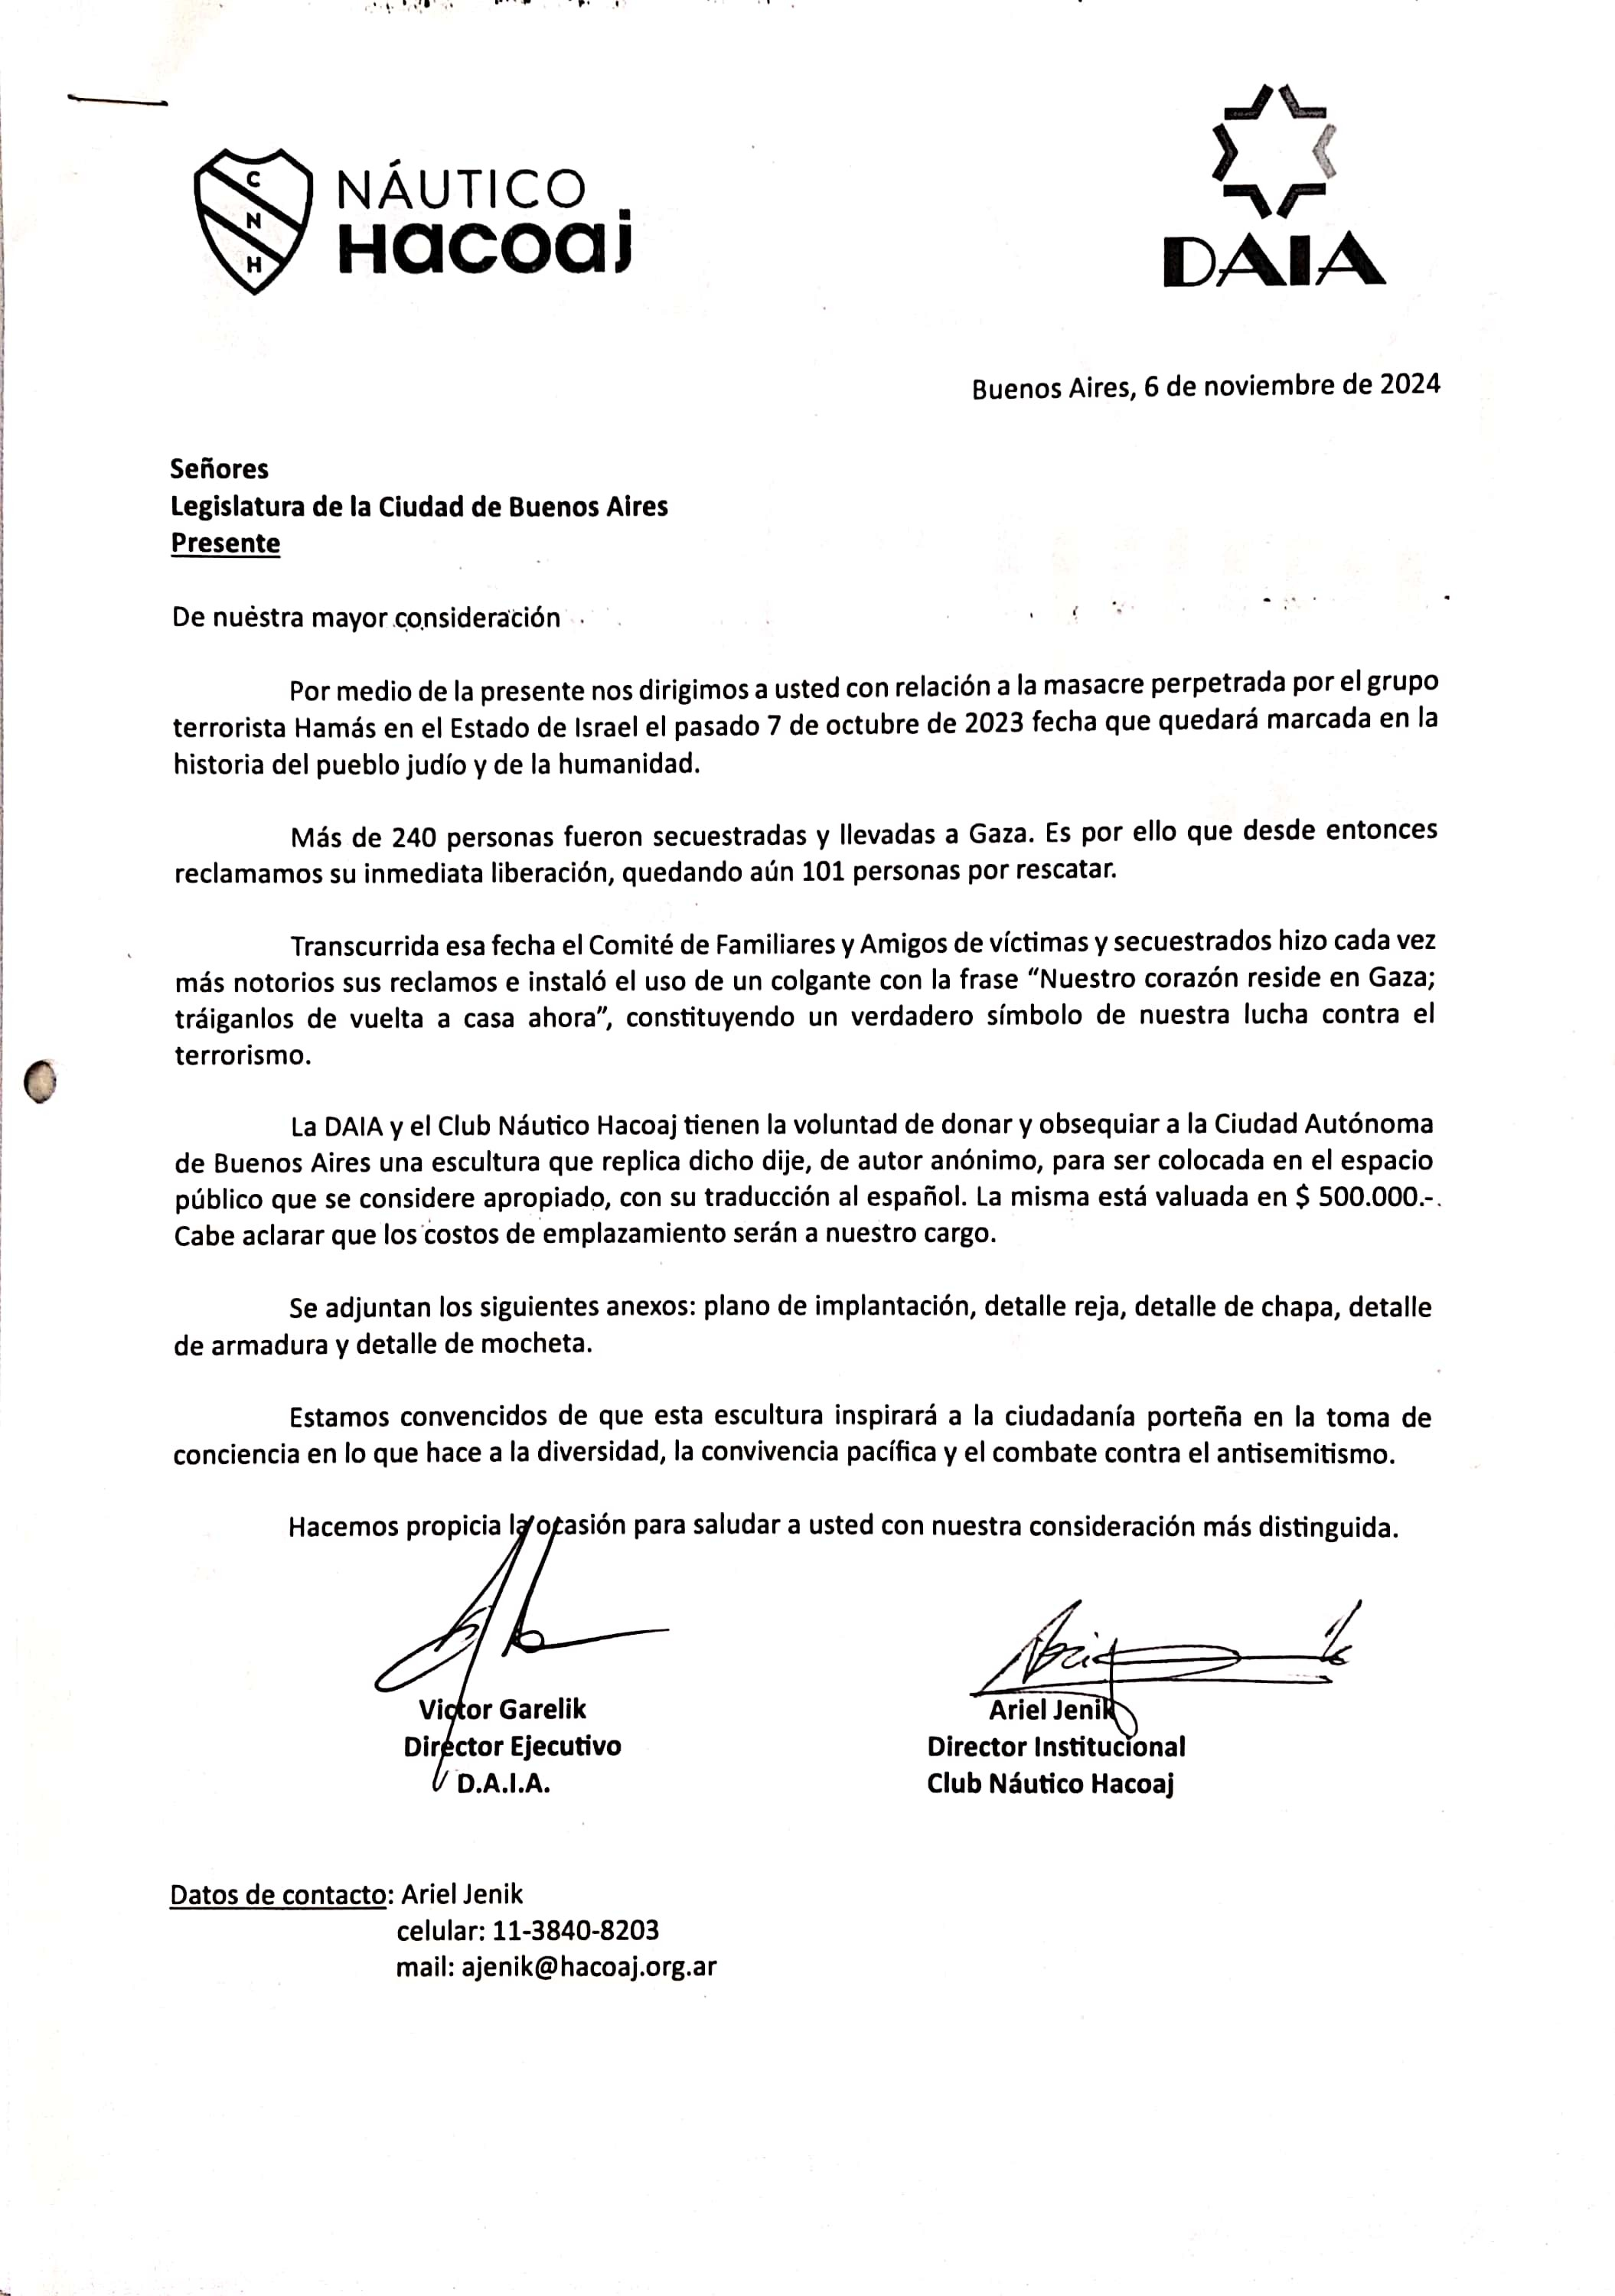 C
N
H
NÁUTICO
Hacoaj
DAIA
Buenos Aires, 6 de noviembre de 2024
Señores
Legislatura de la Ciudad de Buenos Aires
Presente
De nuestra mayor consideración
Por medio de la presente nos dirigimos a usted con relación a la masacre perpetrada por el grupo
terrorista Hamás en el Estado de Israel el pasado 7 de octubre de 2023 fecha que quedará marcada en la
historia del pueblo judío y de la humanidad.
Más de 240 personas fueron secuestradas y llevadas a Gaza. Es por ello que desde entonces
reclamamos su inmediata liberación, quedando aún 101 personas por rescatar.
Transcurrida esa fecha el Comité de Familiares y Amigos de víctimas y secuestrados hizo cada vez
más notorios sus reclamos e instaló el uso de un colgante con la frase “Nuestro corazón reside en Gaza;
tráiganlos de vuelta a casa ahora”, constituyendo un verdadero símbolo de nuestra lucha contra el
terrorismo.
La DAIA y el Club Náutico Hacoaj tienen la voluntad de donar y obsequiar a la Ciudad Autónoma
de Buenos Aires una escultura que replica dicho dije, de autor anónimo, para ser colocada en el espacio
público que se considere apropiado, con su traducción al español. La misma está valuada en $ 500.000.-.
Cabe aclarar que los costos de emplazamiento serán a nuestro cargo.
Se adjuntan los siguientes anexos: plano de implantación, detalle reja, detalle de chapa, detalle
de armadura y detalle de mocheta.
Estamos convencidos de que esta escultura inspirará a la ciudadanía porteña en la toma de
conciencia en lo que hace a la diversidad, la convivencia pacífica y el combate contra el antisemitismo.
Hacemos propicia la ocasión para saludar a usted con nuestra consideración más distinguida.
Victor Garelik
Director Ejecutivo
D.A.I.A.
Ariel Jenik
Director Institucional
Club Náutico Hacoaj
Datos de contacto: Ariel Jenik
celular: 11-3840-8203
mail: ajenik@hacoaj.org.ar